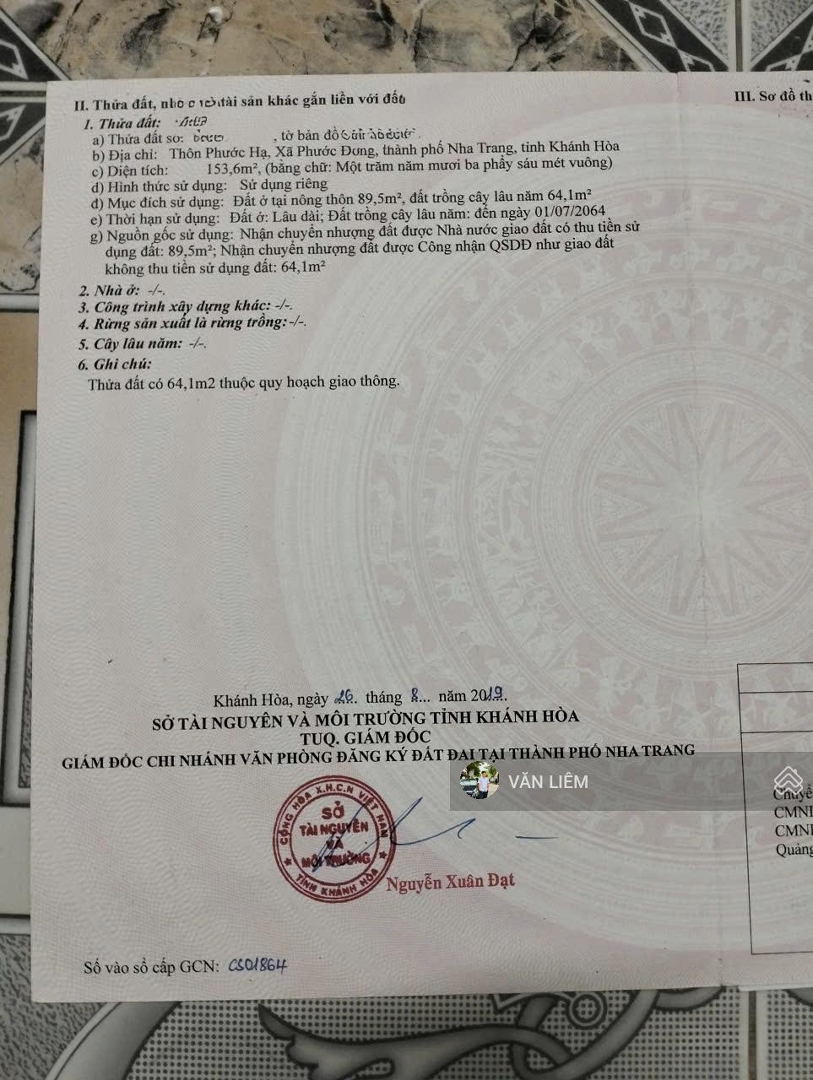 II. Thửa đất, tài sản khác gắn liền với đất
III. Sơ đồ th
1. Thửa đất:
a) Thửa đất số: , tờ bản đồ
b) Địa chỉ: Thôn Phước Hạ, Xã Phước Đồng, thành phố Nha Trang, tỉnh Khánh Hòa
c) Diện tích: 153,6m², (bằng chữ: Một trăm năm mươi ba phẩy sáu mét vuông)
d) Hình thức sử dụng: Sử dụng riêng
đ) Mục đích sử dụng: Đất ở tại nông thôn 89,5m², đất trồng cây lâu năm 64,1m²
e) Thời hạn sử dụng: Đất ở: Lâu dài; Đất trồng cây lâu năm: đến ngày 01/07/2064
g) Nguồn gốc sử dụng: Nhận chuyển nhượng đất được Nhà nước giao đất có thu tiền sử
dụng đất: 89,5m²; Nhận chuyển nhượng đất được Công nhận QSDĐ như giao đất
không thu tiền sử dụng đất: 64,1m²
2. Nhà ở: -/-.
3. Công trình xây dựng khác: -/-.
4. Rừng sản xuất là rừng trồng: -/-.
5. Cây lâu năm: -/-.
6. Ghi chú:
Thửa đất có 64,1m2 thuộc quy hoạch giao thông.
Khánh Hòa, ngày 26. tháng 8... năm 2019.
SỞ TÀI NGUYÊN VÀ MÔI TRƯỜNG TỈNH KHÁNH HÒA
TUQ. GIÁM ĐỐC
GIÁM ĐỐC CHI NHÁNH VĂN PHÒNG ĐĂNG KÝ ĐẤT ĐAI TẠI THÀNH PHỐ NHA TRANG
VĂN LIÊM
Chuyể
CMNI
CMNI
Quảng
CỘNG HÒA X.H.C.N VIỆT NAM
SỞ
TÀI NGUYÊN
VÀ
MÔI TRƯỜNG
TỈNH KHÁNH HÒA
Nguyễn Xuân Đạt
Số vào sổ cấp GCN: CS01864